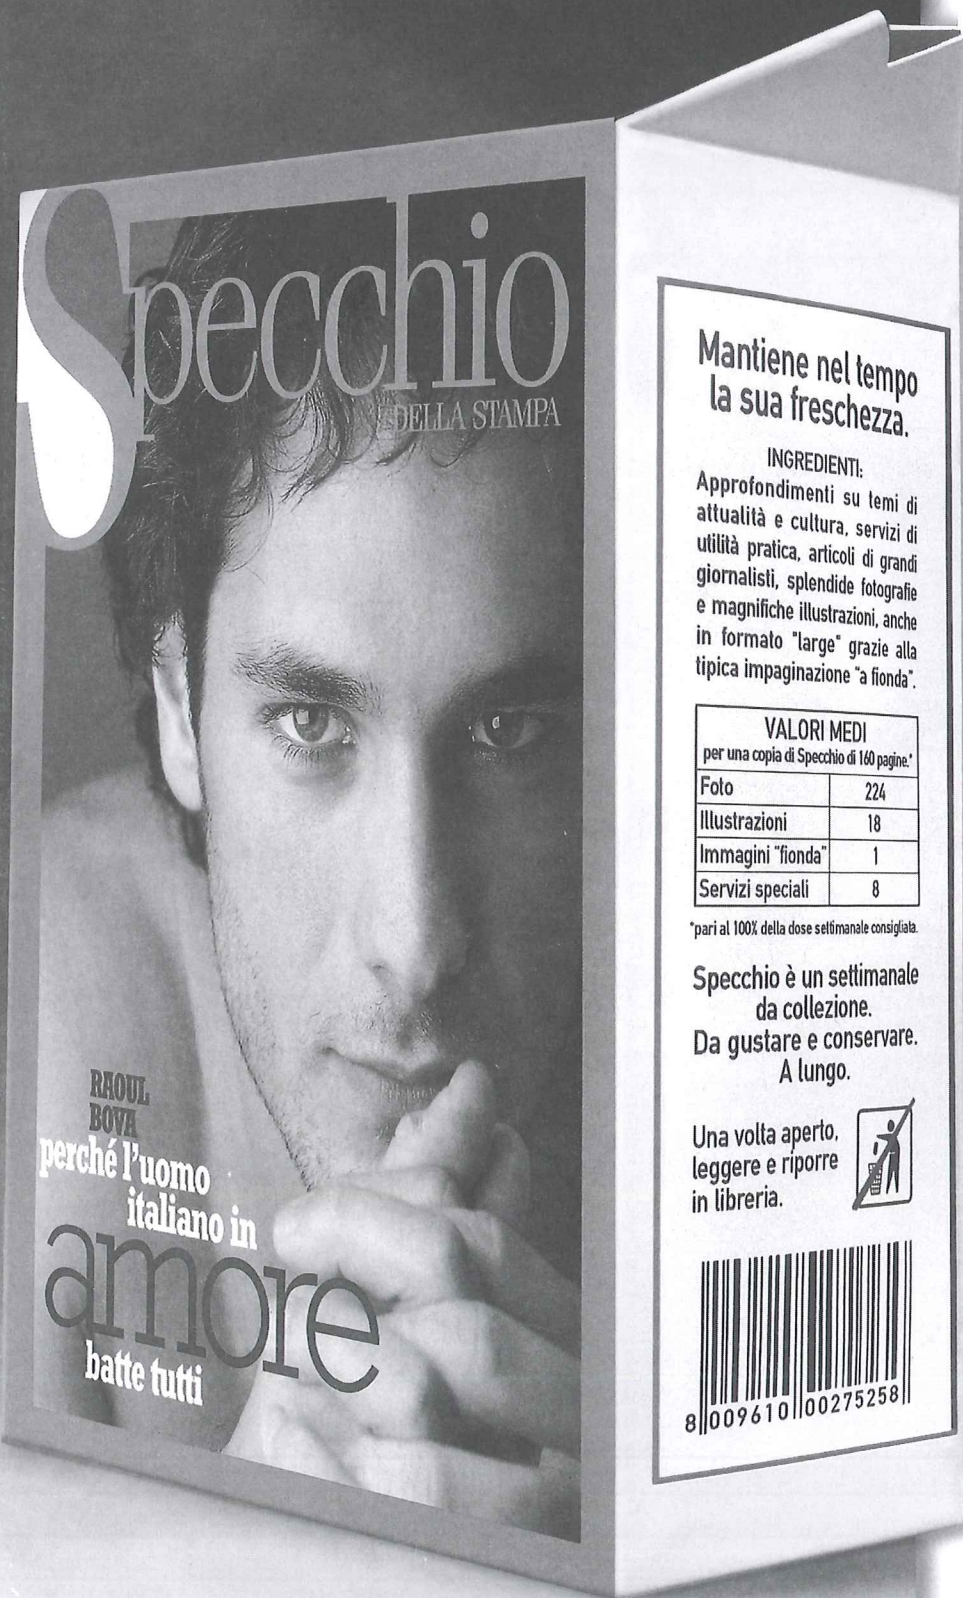 Specchio
DELLA STAMPA
RAOUL
BOVA
perché l'uomo
italiano in
amore
batte tutti
Mantiene nel tempo
la sua freschezza.
INGREDIENTI:
Approfondimenti su temi di
attualità e cultura, servizi di
utilità pratica, articoli di grandi
giornalisti, splendide fotografie
e magnifiche illustrazioni, anche
in formato "large" grazie alla
tipica impaginazione "a fionda".
VALORI MEDI
per una copia di Specchio di 160 pagine.*
Foto 224
Illustrazioni 18
Immagini "fionda" 1
Servizi speciali 8
*pari al 100% della dose settimanale consigliata.
Specchio è un settimanale
da collezione.
Da gustare e conservare.
A lungo.
Una volta aperto,
leggere e riporre
in libreria.
8 009610 00275258